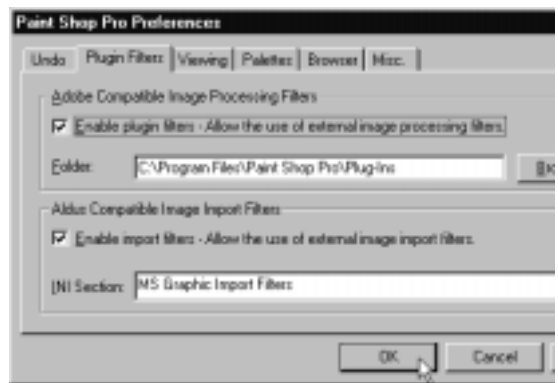 Paint Shop Pro Preferences
Undo Plugin Filters Viewing Palettes Browser Misc.
Adobe Compatible Image Processing Filters
Enable plugin filters - Allow the use of external image processing filters.
Folder: C:\Program Files\Paint Shop Pro\Plug-Ins
Aldus Compatible Image Import Filters
Enable import filters - Allow the use of external image import filters.
INI Section: MS Graphic Import Filters
OK Cancel